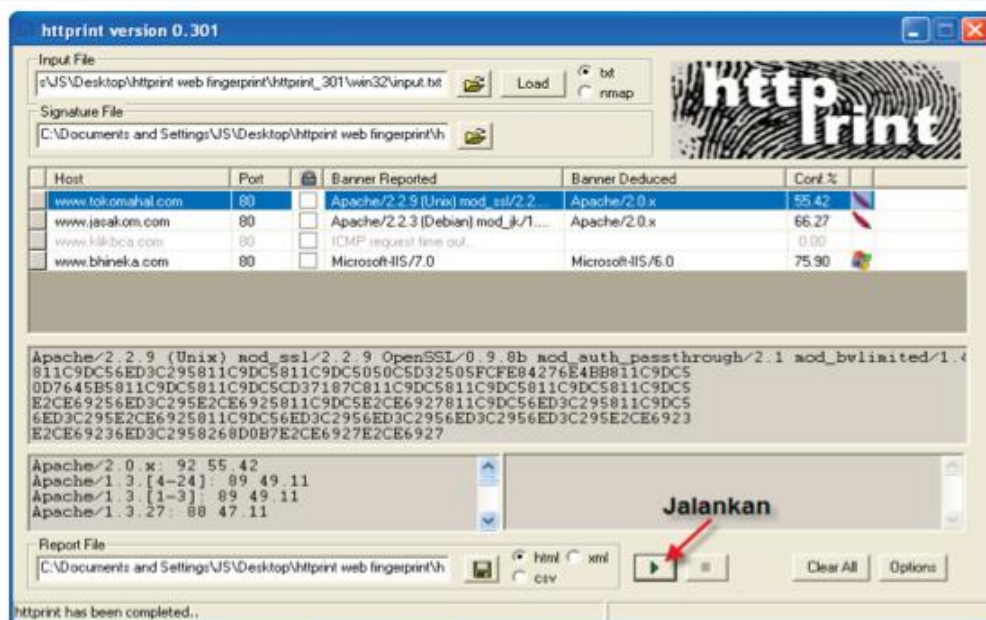 httprint version 0.301
Input File
s\JS\Desktop\httprint web fingerprint\httprint_301\win32\input.txt
Load
txt
nmap
http
rint
Signature File
C:\Documents and Settings\JS\Desktop\httprint web fingerprint\h
Host Port Banner Reported Banner Deduced Conf.%
www.tokomahal.com 80 Apache/2.2.9 (Unix) mod_ssl/2.2... Apache/2.0.x 55.42
www.jasakom.com 80 Apache/2.2.3 (Debian) mod_jk/1.... Apache/2.0.x 66.27
www.klikbca.com 80 ICMP request time out... 0.00
www.bhineka.com 80 Microsoft-IIS/7.0 Microsoft-IIS/6.0 75.90
Apache/2.2.9 (Unix) mod_ssl/2.2.9 OpenSSL/0.9.8b mod_auth_passthrough/2.1 mod_bwlimited/1.4
811C9DC56ED3C295811C9DC5811C9DC5050C5D32505FCFE84276E4BB811C9DC5
0D7645B5811C9DC5811C9DC5CD37187C811C9DC5811C9DC5811C9DC5811C9DC5
E2CE69256ED3C295E2CE6925811C9DC5E2CE6927811C9DC56ED3C295811C9DC5
6ED3C295E2CE6925811C9DC56ED3C2956ED3C2956ED3C2956ED3C295E2CE6923
E2CE69236ED3C2958268D0B7E2CE6927E2CE6927
Apache/2.0.x: 92 55.42
Apache/1.3.[4-24]: 89 49.11
Apache/1.3.[1-3]: 89 49.11
Apache/1.3.27: 88 47.11
Jalankan
Report File
C:\Documents and Settings\JS\Desktop\httprint web fingerprint\h
html
xml
csv
Clear All
Options
httprint has been completed..